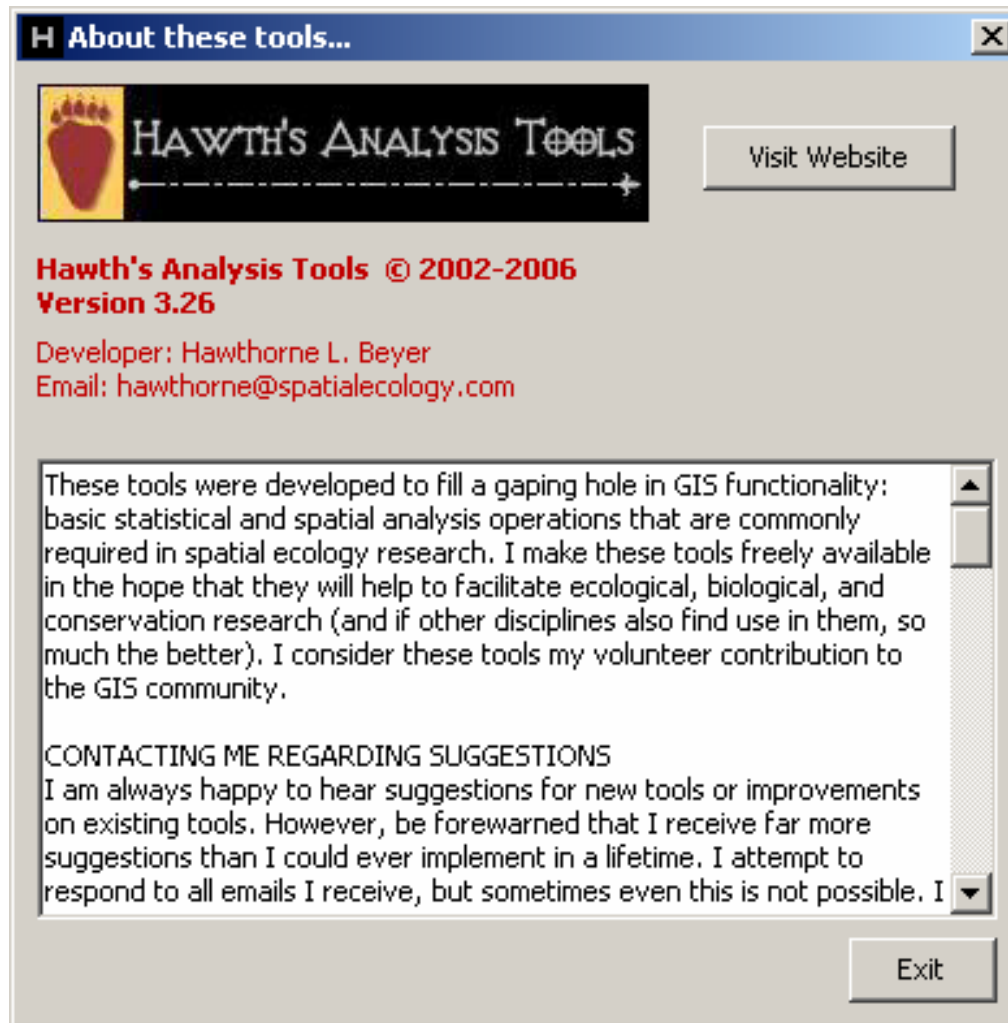 H About these tools...
HAWTH'S ANALYSIS TOOLS
Visit Website
Hawth's Analysis Tools © 2002-2006
Version 3.26
Developer: Hawthorne L. Beyer
Email: hawthorne@spatialecology.com
These tools were developed to fill a gaping hole in GIS functionality:
basic statistical and spatial analysis operations that are commonly
required in spatial ecology research. I make these tools freely available
in the hope that they will help to facilitate ecological, biological, and
conservation research (and if other disciplines also find use in them, so
much the better). I consider these tools my volunteer contribution to
the GIS community.
CONTACTING ME REGARDING SUGGESTIONS
I am always happy to hear suggestions for new tools or improvements
on existing tools. However, be forewarned that I receive far more
suggestions than I could ever implement in a lifetime. I attempt to
respond to all emails I receive, but sometimes even this is not possible. I
Exit